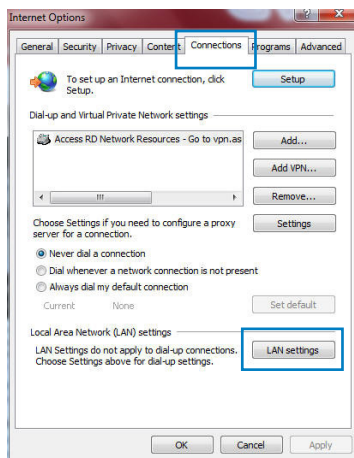 Internet Options
General Security Privacy Content Connections Programs Advanced
To set up an Internet connection, click
Setup.
Setup
Dial-up and Virtual Private Network settings
Access RD Network Resources - Go to vpn.as
Add...
Add VPN...
Remove...
Choose Settings if you need to configure a proxy
server for a connection.
Settings
Never dial a connection
Dial whenever a network connection is not present
Always dial my default connection
Current None
Set default
Local Area Network (LAN) settings
LAN Settings do not apply to dial-up connections.
Choose Settings above for dial-up settings.
LAN settings
OK Cancel Apply